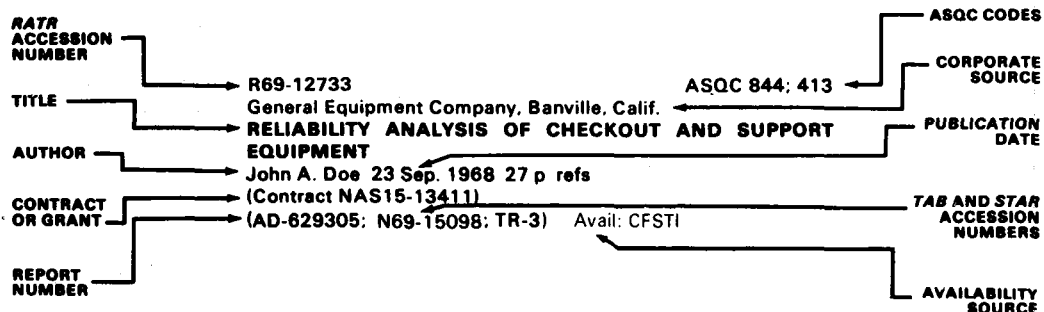 RATR
ACCESSION
NUMBER
ASQC CODES
R69-12733 ASQC 844; 413
CORPORATE
SOURCE
TITLE
General Equipment Company, Banville, Calif.
RELIABILITY ANALYSIS OF CHECKOUT AND SUPPORT
EQUIPMENT
PUBLICATION
DATE
AUTHOR
John A. Doe 23 Sep. 1968 27 p refs
CONTRACT
OR GRANT
(Contract NAS15-13411)
(AD-629305; N69-15098; TR-3) Avail: CFSTI
TAB AND STAR
ACCESSION
NUMBERS
REPORT
NUMBER
AVAILABILITY
SOURCE